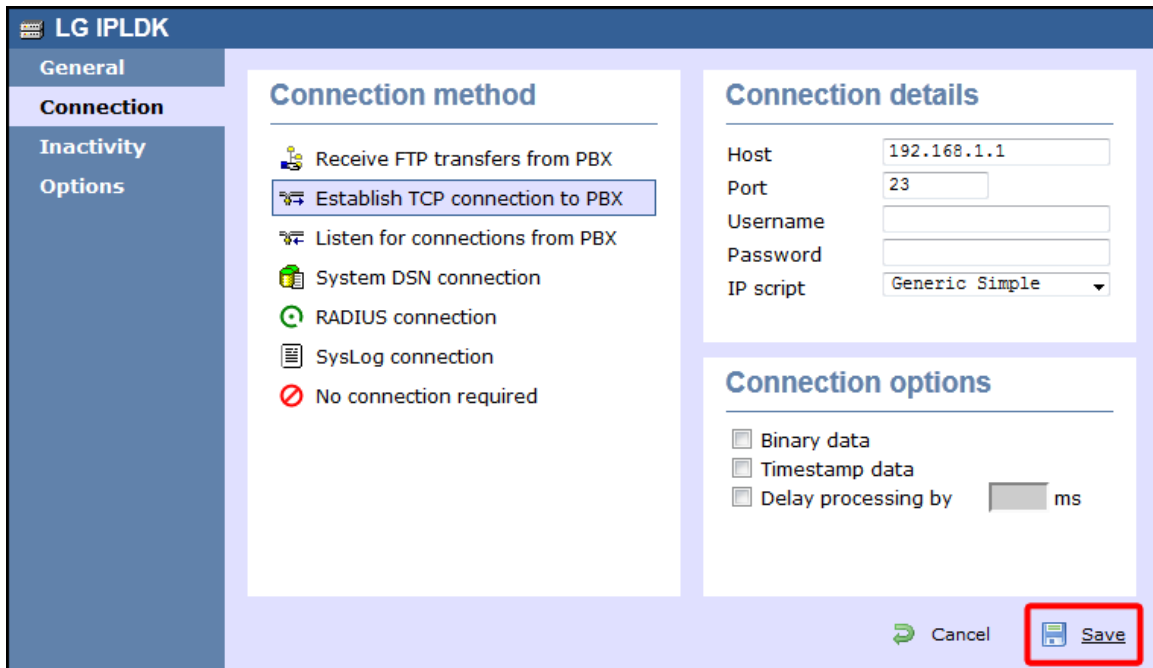 LG IPLDK
General
Connection
Inactivity
Options
Connection method
Receive FTP transfers from PBX
Establish TCP connection to PBX
Listen for connections from PBX
System DSN connection
RADIUS connection
SysLog connection
No connection required
Connection details
Host 192.168.1.1
Port 23
Username
Password
IP script Generic Simple
Connection options
Binary data
Timestamp data
Delay processing by ms
Cancel Save